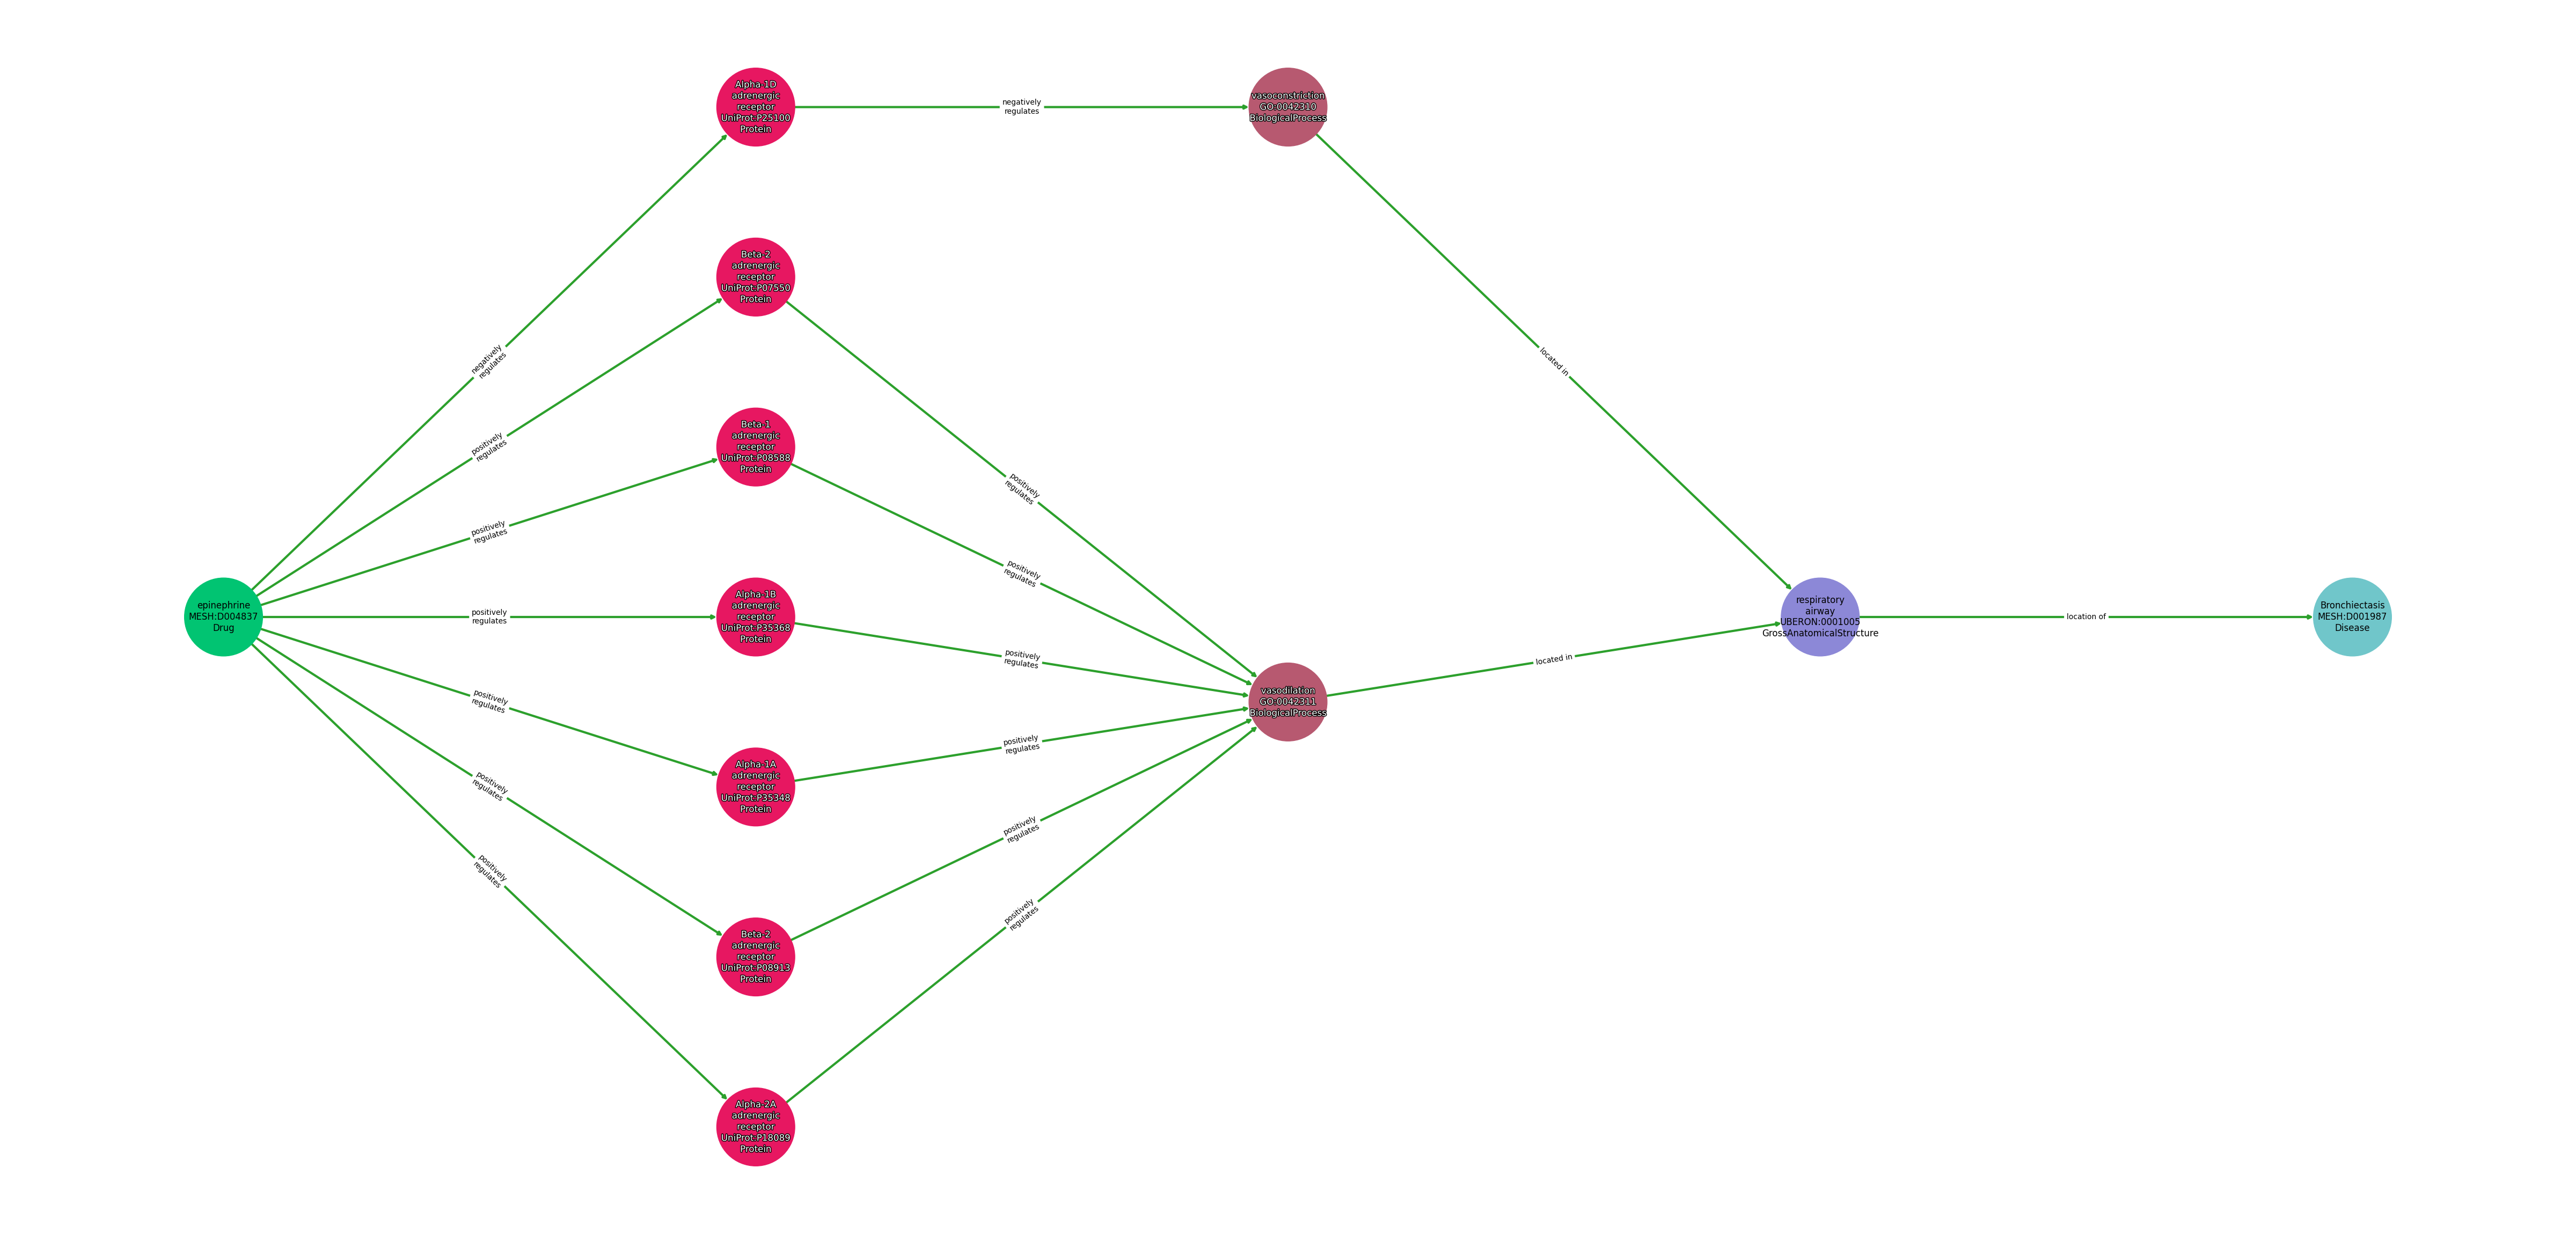 Alpha-1D
adrenergic
receptor
UniProt:P25100
Protein
negatively
regulates
vasoconstriction
GO:0042310
BiologicalProcess
Beta-2
adrenergic
receptor
UniProt:P07550
Protein
negatively
regulates
located in
positively
regulates
Beta-1
adrenergic
receptor
UniProt:P08588
Protein
positively
regulates
positively
regulates
positively
regulates
epinephrine
MESH:D004837
Drug
positively
regulates
Alpha-1B
adrenergic
receptor
UniProt:P35368
Protein
positively
regulates
respiratory
airway
UBERON:0001005
GrossAnatomicalStructure
location of
Bronchiectasis
MESH:D001987
Disease
positively
regulates
vasodilation
GO:0042311
BiologicalProcess
located in
positively
regulates
Alpha-1A
adrenergic
receptor
UniProt:P35348
Protein
positively
regulates
positively
regulates
positively
regulates
Beta-2
adrenergic
receptor
UniProt:P08913
Protein
positively
regulates
positively
regulates
Alpha-2A
adrenergic
receptor
UniProt:P18089
Protein